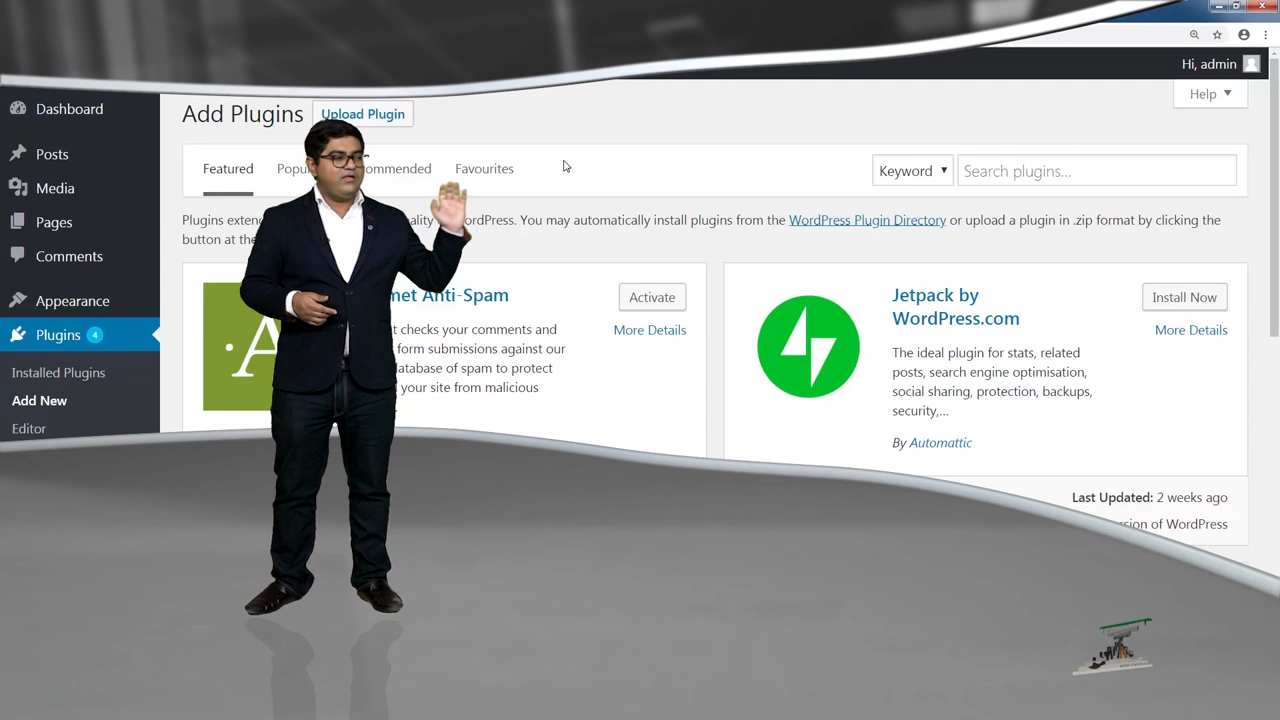 Hi, admin
Help
Dashboard
Posts
Media
Pages
Comments
Appearance
Plugins 4
Installed Plugins
Add New
Editor
Add Plugins Upload Plugin
Featured Popu ommended Favourites
Keyword Search plugins...
Plugins exten ality WordPress. You may automatically install plugins from the WordPress Plugin Directory or upload a plugin in .zip format by clicking the
button at the
met Anti-Spam
Activate
More Details
t checks your comments and
form submissions against our
latabase of spam to protect
your site from malicious
Jetpack by
WordPress.com
Install Now
More Details
The ideal plugin for stats, related
posts, search engine optimisation,
social sharing, protection, backups,
security,...
By Automattic
Last Updated: 2 weeks ago
rsion of WordPress